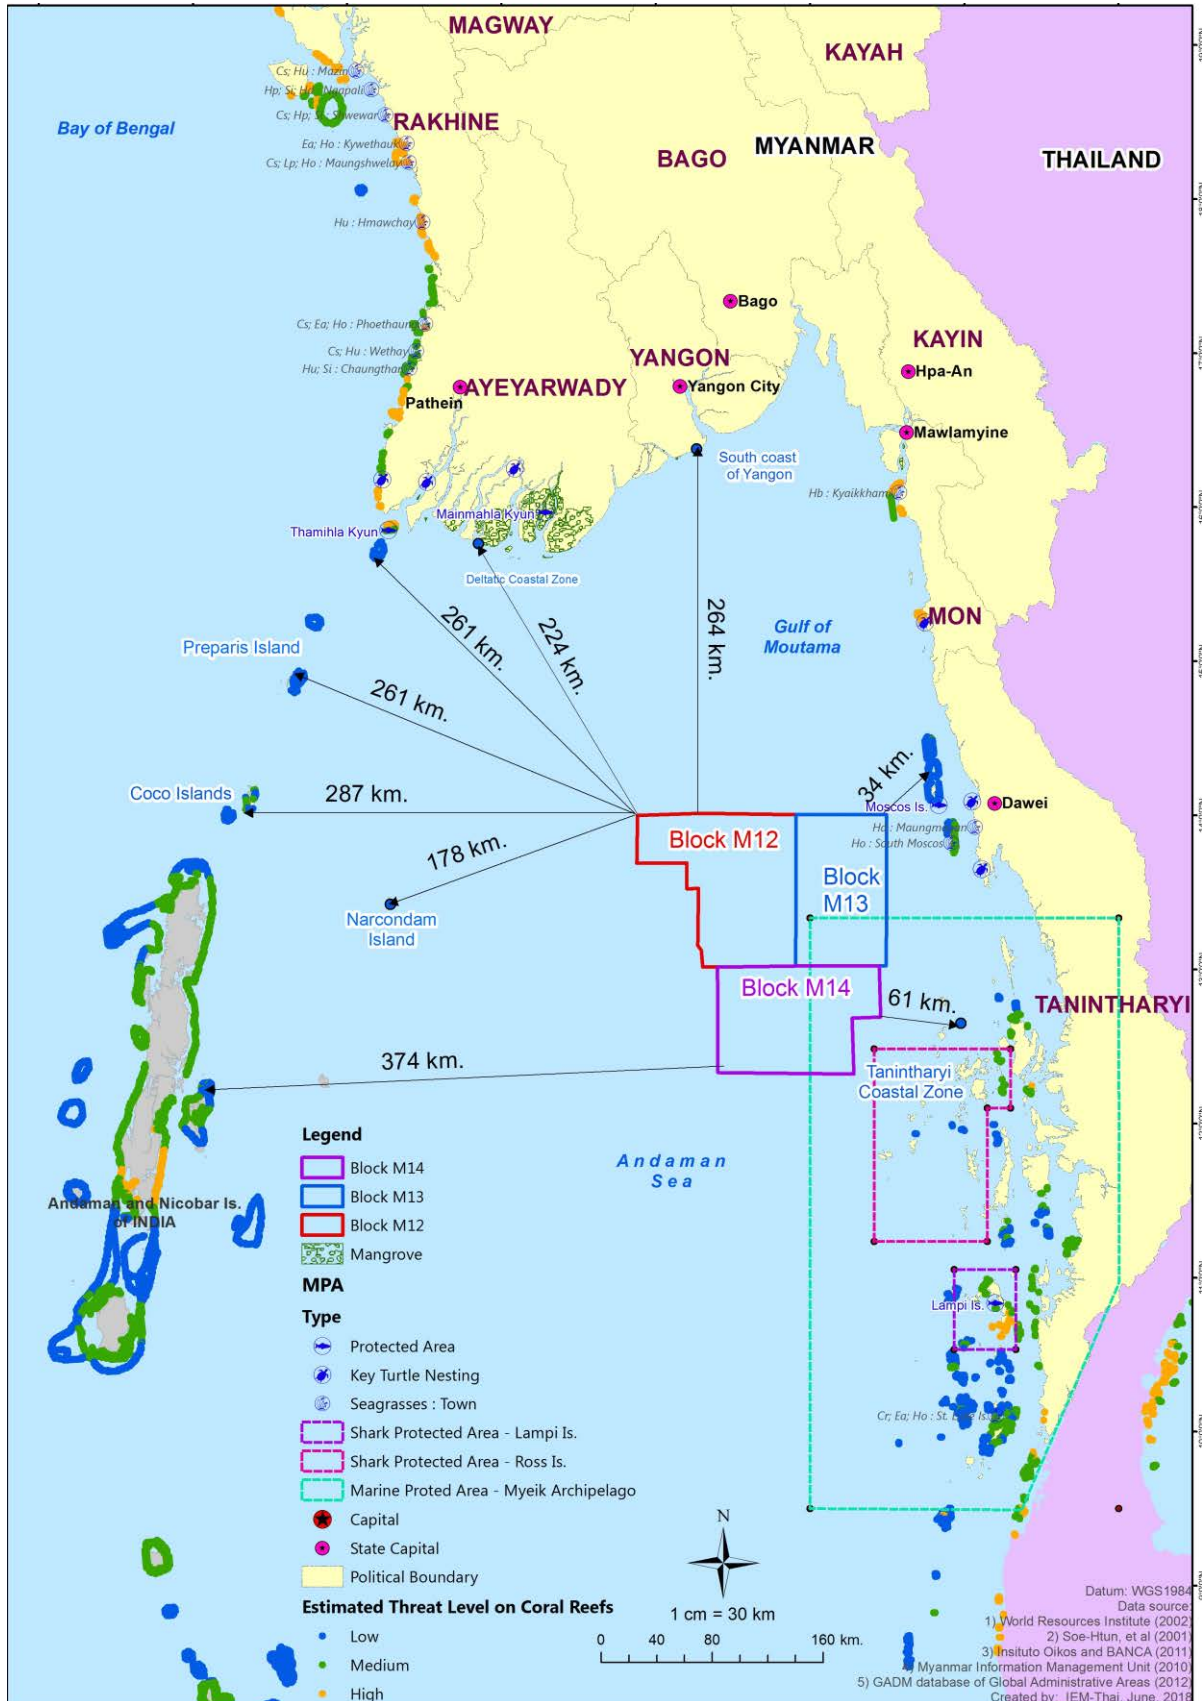 MAGWAY
KAYAH
Cs; Hu : Mazin
Bay of Bengal
RAKHINE
Ea; Ho : Kywethauk
MYANMAR
BAGO
THAILAND
Cs; Lp; Ho : Maungshwelay
Hu : Hmawchay
Bago
Cs; Ea; Ho : Phoethaung
KAYIN
Cs; Hu : Wethay
YANGON
Hu; Si : Chaungthar
Hpa-An
AYEYARWADY
Yangon City
Pathein
Mawlamyine
South coast
of Yangon
Hb : Kyaikkham
Mainmahla Kyun
Thamihla Kyun
Deltatic Coastal Zone
261 km.
224 km.
264 km.
MON
Gulf of
Moutama
Preparis Island
261 km.
34 km.
Coco Islands
287 km.
Moscos Is.
Dawei
Block M12
Ho : South Moscos
178 km.
Block
M13
Narcondam
Island
Block M14
61 km.
TANINTHARYI
374 km.
Tanintharyi
Coastal Zone
Andaman
Sea
Andaman and Nicobar Is.
of INDIA
Legend
Block M14
Block M13
Block M12
Mangrove
MPA
Type
Lampi Is.
Protected Area
Key Turtle Nesting
Seagrasses : Town
Cr; Ea; Ho : St.
Shark Protected Area - Lampi Is.
Shark Protected Area - Ross Is.
Marine Proted Area - Myeik Archipelago
Capital
State Capital
Political Boundary
N
1 cm = 30 km
0 40 80 160 km.
Estimated Threat Level on Coral Reefs
Low
Medium
High
Datum: WGS1984
Data source:
1) World Resources Institute (2002)
2) Soe-Htun, et al (2001)
3) Insituto Oikos and BANCA (2011)
Myanmar Information Management Unit (2010)
5) GADM database of Global Administrative Areas (2012)
Created by: IEM-Thai, June,